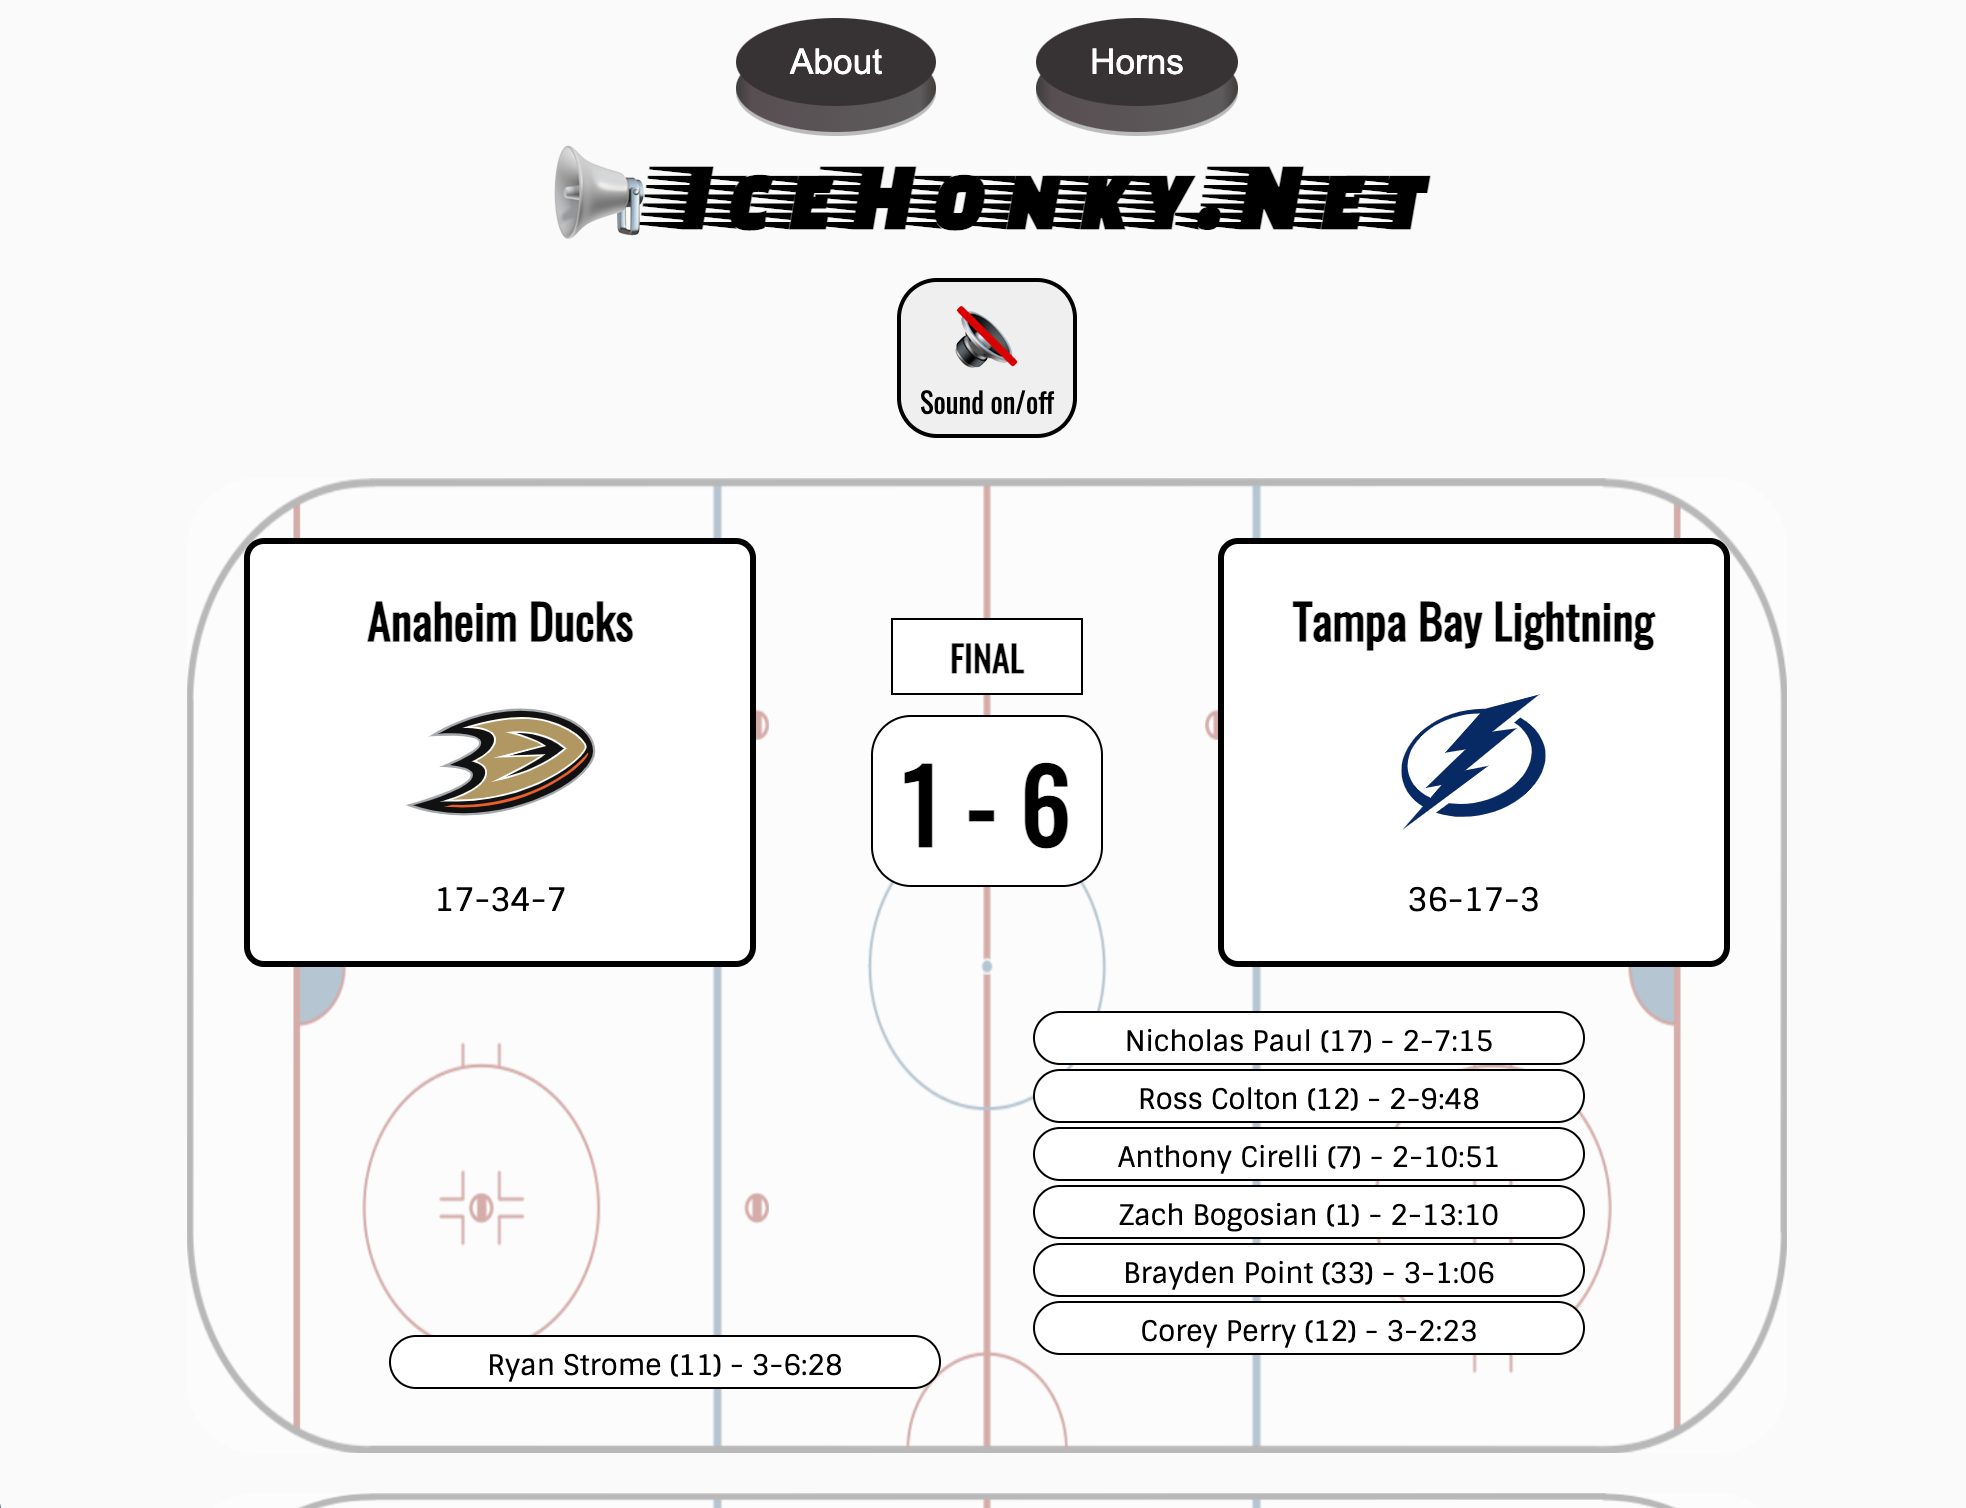 About
Horns
IceHonky.Net
Sound on/off
Anaheim Ducks
17-34-7
FINAL
1 - 6
Tampa Bay Lightning
36-17-3
Nicholas Paul (17) - 2-7:15
Ross Colton (12) - 2-9:48
Anthony Cirelli (7) - 2-10:51
Zach Bogosian (1) - 2-13:10
Brayden Point (33) - 3-1:06
Corey Perry (12) - 3-2:23
Ryan Strome (11) - 3-6:28